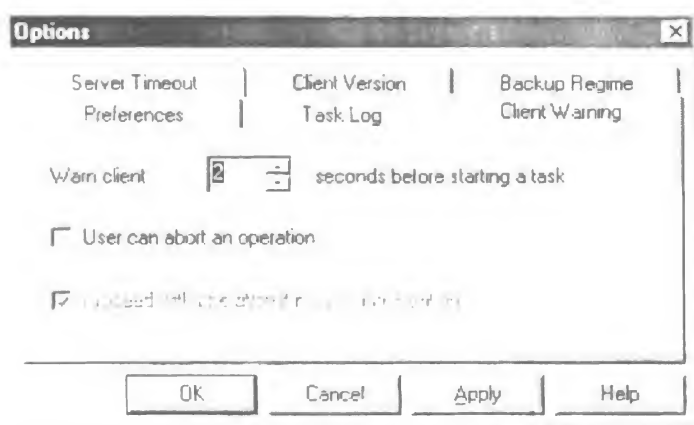 Options
Server Timeout Client Version Backup Regime
Preferences Task Log Client Warning
Warn client 2 seconds before starting a task
User can abort an operation
OK Cancel Apply Help